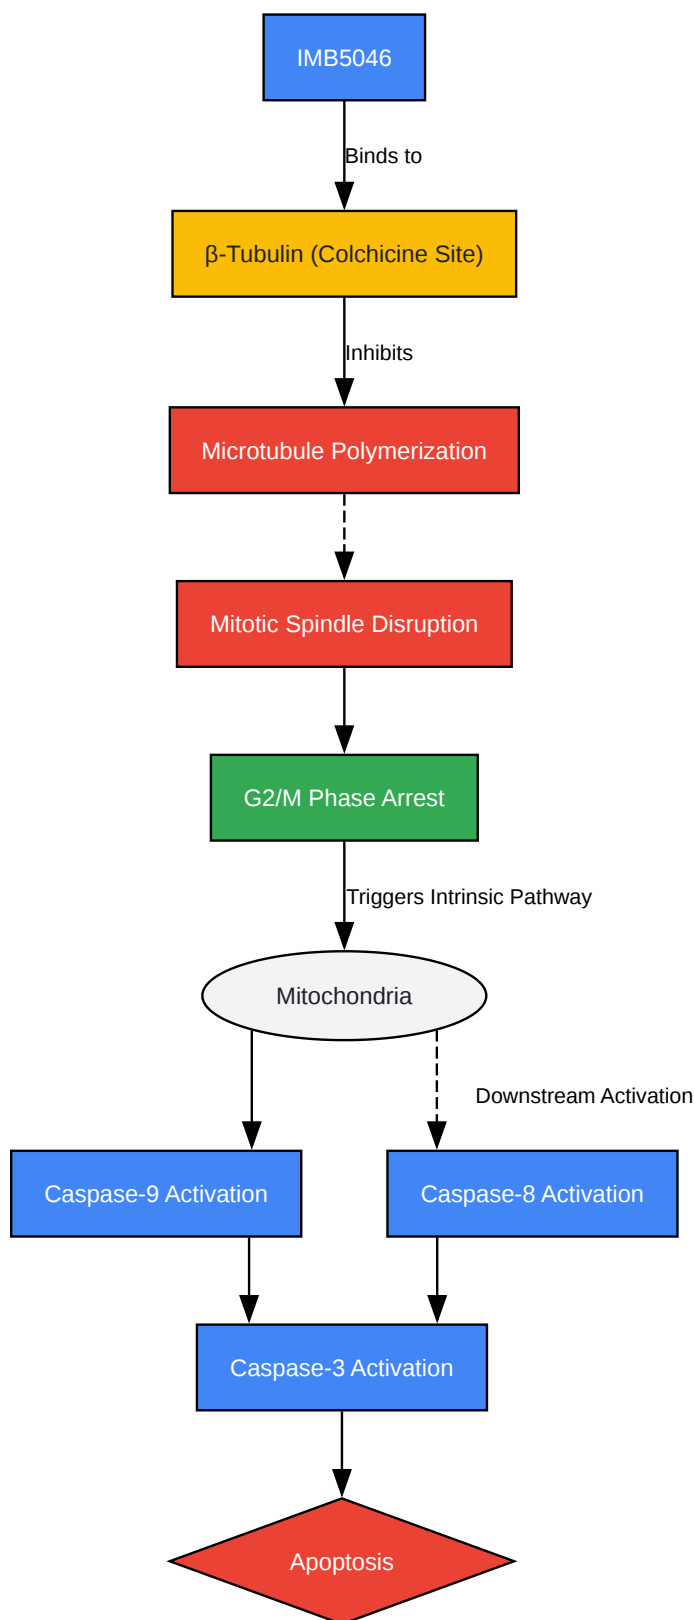 IMB5046
Binds to
β-Tubulin (Colchicine Site)
Inhibits
Microtubule Polymerization
Mitotic Spindle Disruption
G2/M Phase Arrest
Triggers Intrinsic Pathway
Mitochondria
Downstream Activation
Caspase-9 Activation
Caspase-8 Activation
Caspase-3 Activation
Apoptosis